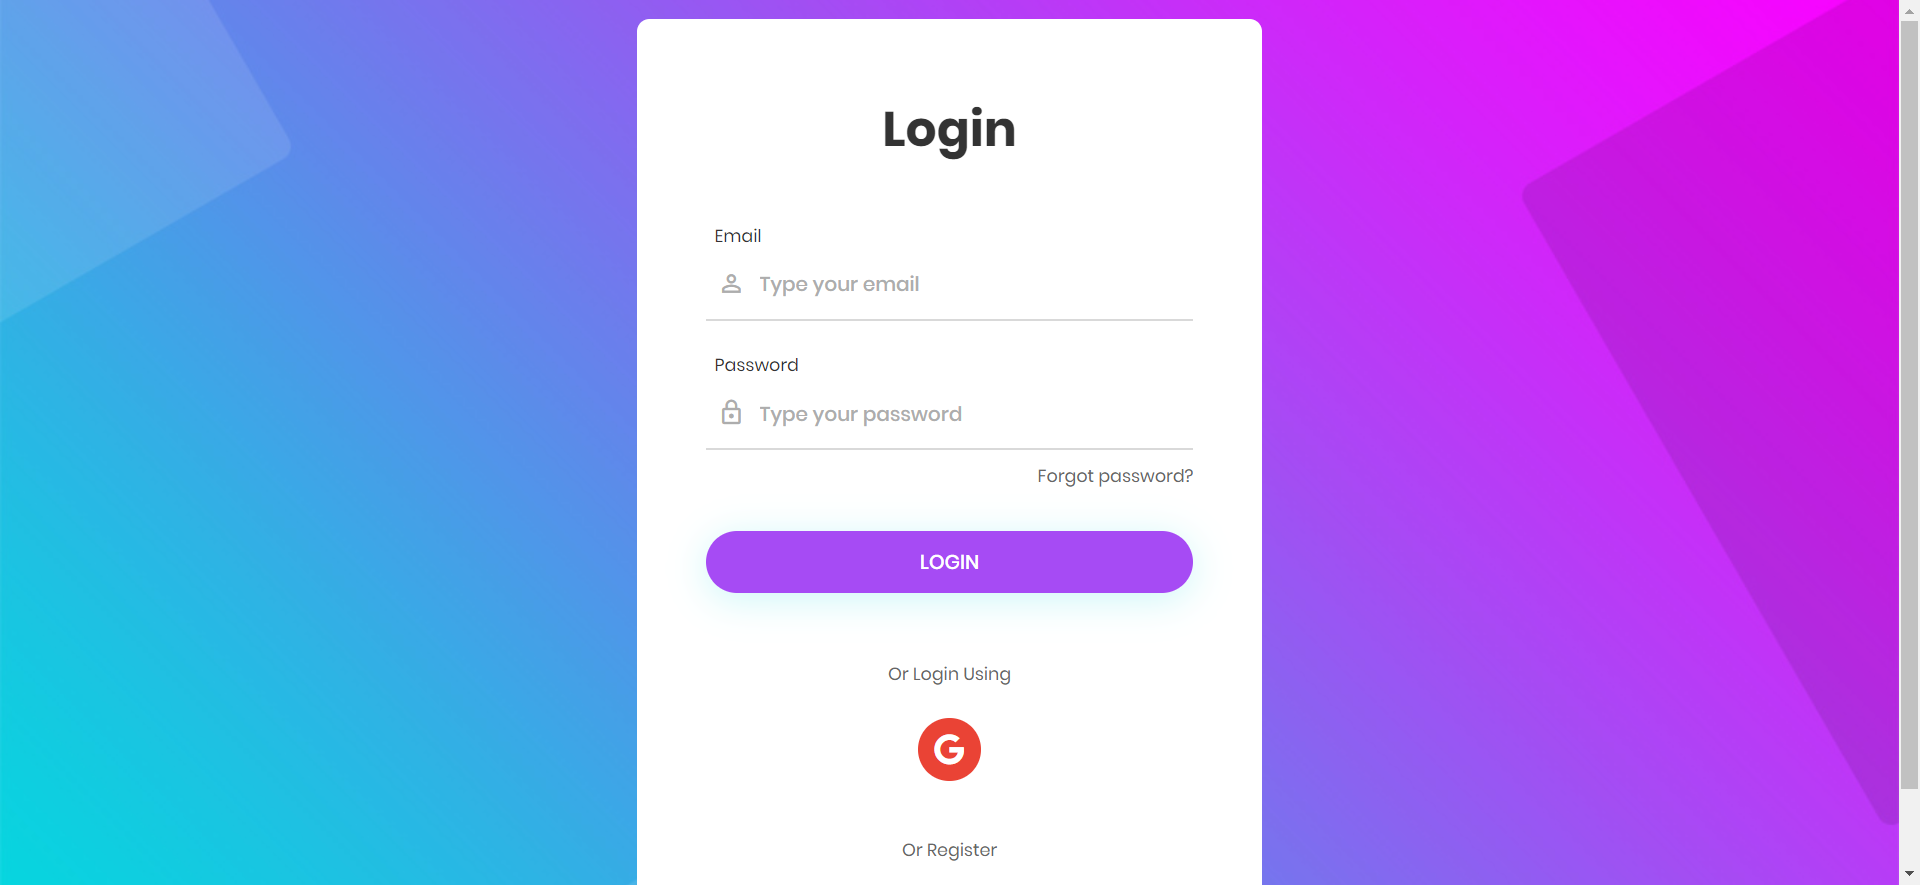 Login
Email
Type your email
Password
Type your password
Forgot password?
LOGIN
Or Login Using
G
Or Register